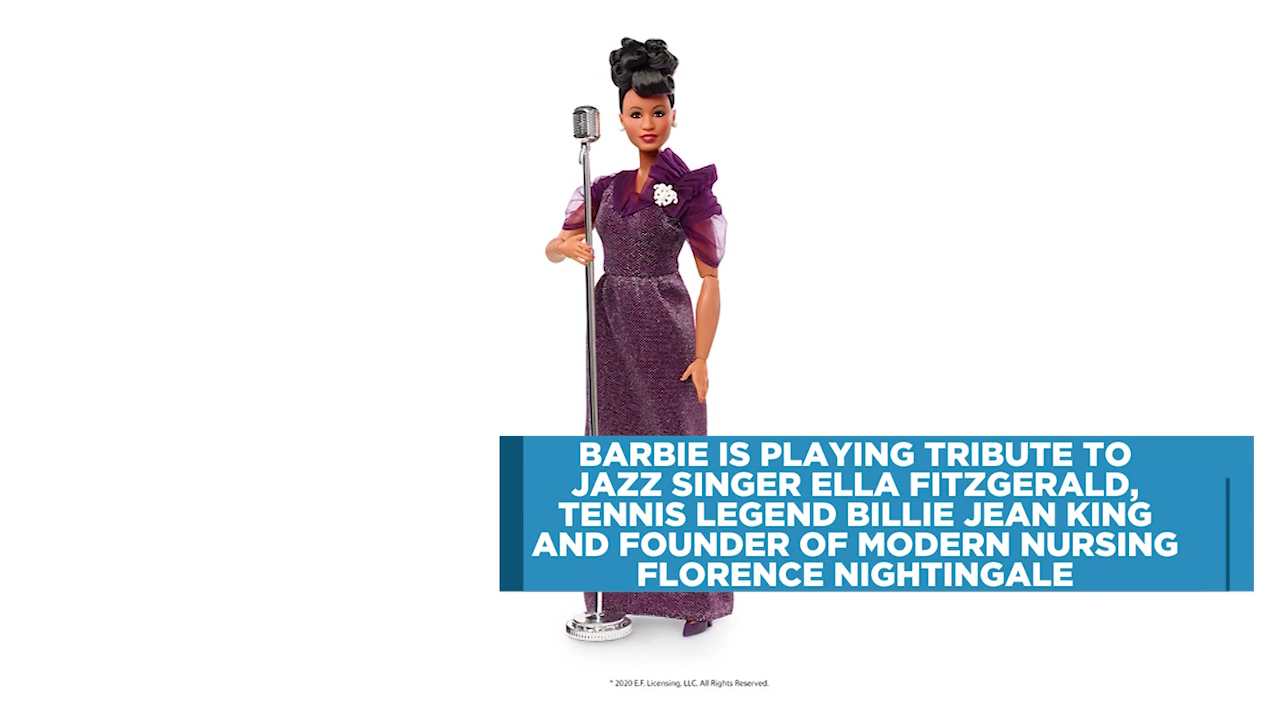 BARBIE IS PLAYING TRIBUTE TO
JAZZ SINGER ELLA FITZGERALD,
TENNIS LEGEND BILLIE JEAN KING
AND FOUNDER OF MODERN NURSING
FLORENCE NIGHTINGALE
* 2020 E.F. Licensing, LLC. All Rights Reserved.